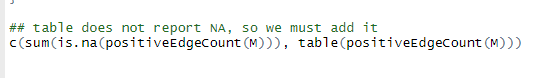 ## table does not report NA, so we must add it
c(sum(is.na(positiveEdgeCount(M))), table(positiveEdgeCount(M)))